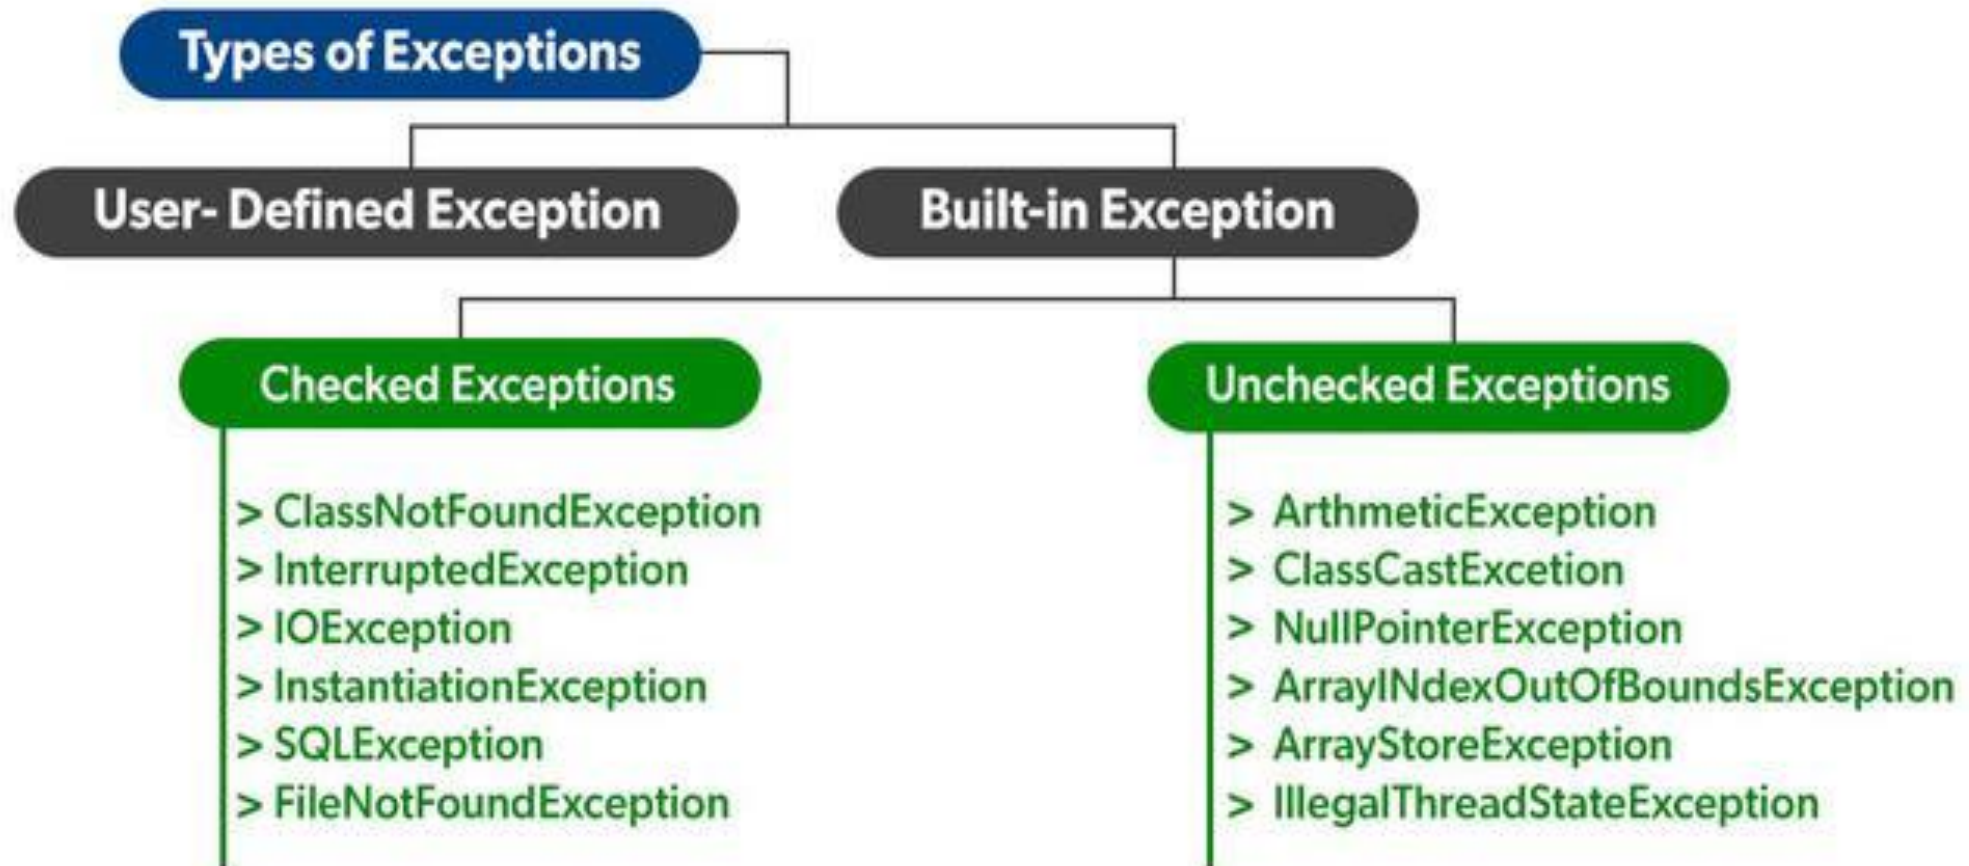 Types of Exceptions
User- Defined Exception
Built-in Exception
Checked Exceptions
> ClassNotFoundException
> InterruptedException
> IOException
> InstantiationException
> SQLException
> FileNotFoundException
Unchecked Exceptions
> ArthmeticException
> ClassCastExcetion
> NullPointerException
> ArrayINdexOutOfBoundsException
> ArrayStoreException
> IllegalThreadStateException